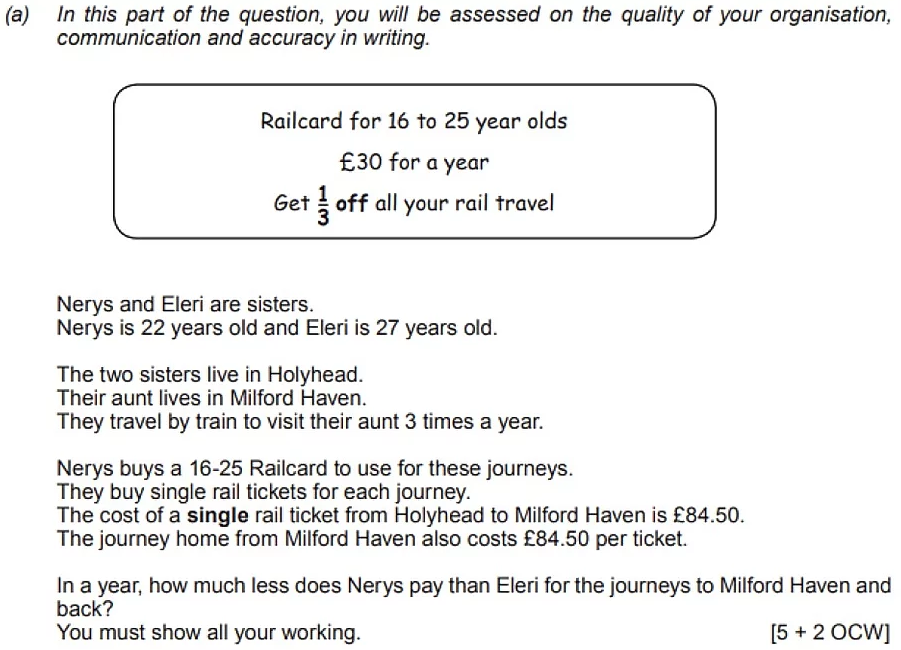 (a) In this part of the question, you will be assessed on the quality of your organisation,
communication and accuracy in writing.
Railcard for 16 to 25 year olds
£30 for a year
Get 1/3 off all your rail travel
Nerys and Eleri are sisters.
Nerys is 22 years old and Eleri is 27 years old.
The two sisters live in Holyhead.
Their aunt lives in Milford Haven.
They travel by train to visit their aunt 3 times a year.
Nerys buys a 16-25 Railcard to use for these journeys.
They buy single rail tickets for each journey.
The cost of a single rail ticket from Holyhead to Milford Haven is £84.50.
The journey home from Milford Haven also costs £84.50 per ticket.
In a year, how much less does Nerys pay than Eleri for the journeys to Milford Haven and
back?
You must show all your working. [5 + 2 OCW]